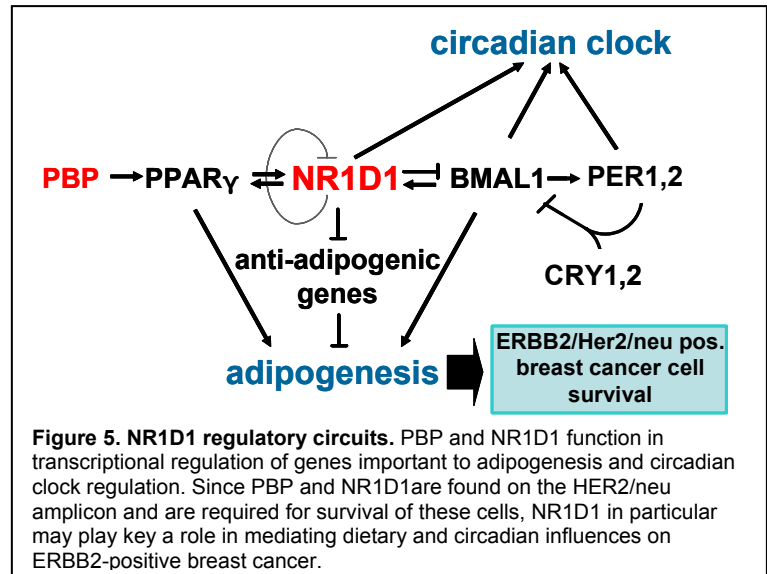 circadian clock
PBP PPARγ NR1D1 BMAL1 PER1,2
CRY1,2
anti-adipogenic
genes
adipogenesis
ERBB2/Her2/neu pos.
breast cancer cell
survival
Figure 5. NR1D1 regulatory circuits. PBP and NR1D1 function in
transcriptional regulation of genes important to adipogenesis and circadian
clock regulation. Since PBP and NR1D1are found on the HER2/neu
amplicon and are required for survival of these cells, NR1D1 in particular
may play key a role in mediating dietary and circadian influences on
ERBB2-positive breast cancer.